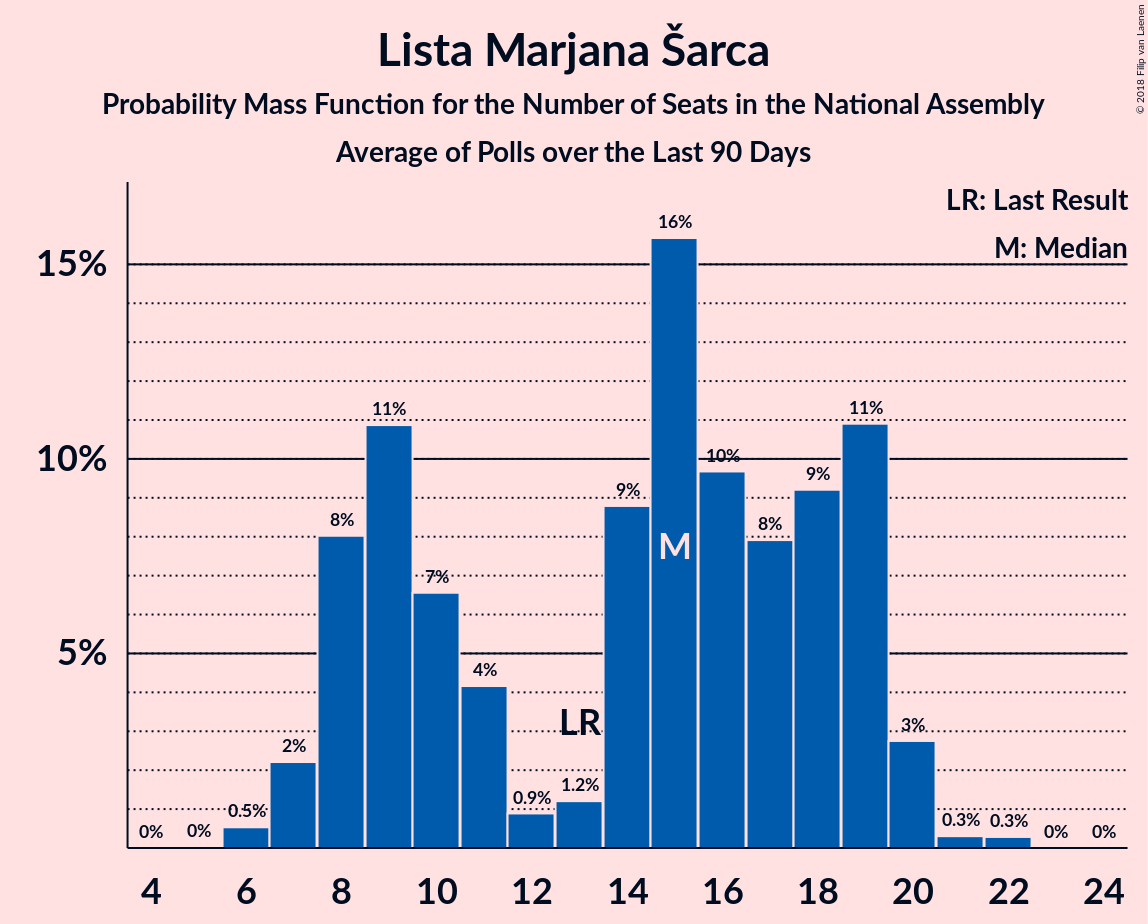 Lista Marjana Šarca
Probability Mass Function for the Number of Seats in the National Assembly
Average of Polls over the Last 90 Days
© 2018 Filip van Laenen
LR: Last Result
M: Median
15%
10%
5%
0%
0%
0.5%
2%
8%
11%
7%
4%
0.9%
1.2%
9%
16%
10%
8%
9%
11%
3%
0.3%
0.3%
0%
0%
LR
M
4 6 8 10 12 14 16 18 20 22 24